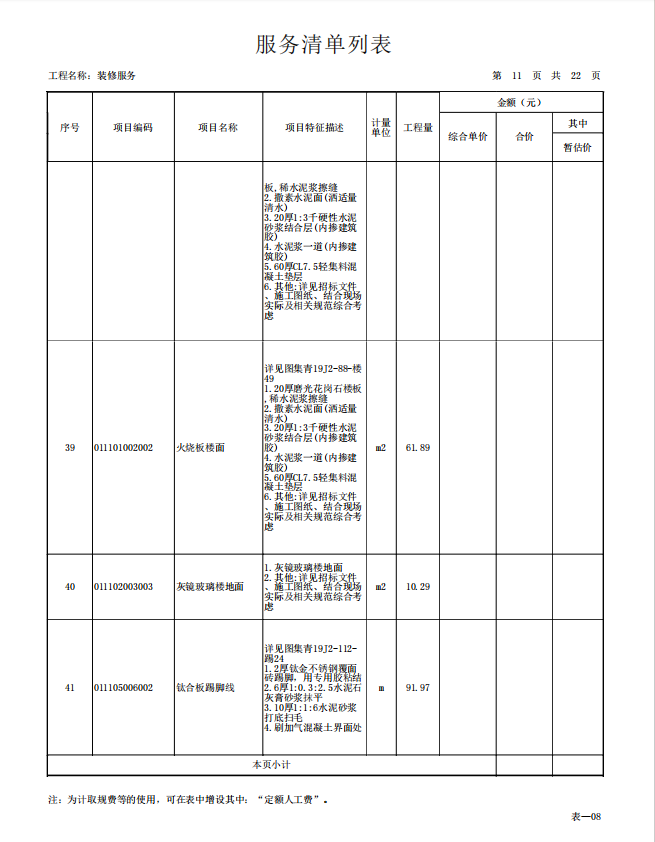 服务清单列表
工程名称：装修服务
第 11 页 共 22 页
序号
项目编码
项目名称
项目特征描述
计量
单位
工程量
金额（元）
综合单价
合价
其中
暂估价
板,稀水泥浆擦缝
2.撒素水泥面(洒适量
清水)
3.20厚1:3千硬性水泥
砂浆结合层(内掺建筑
胶)
4.水泥浆一道(内掺建
筑胶)
5.60厚CL7.5轻集料混
凝土垫层
6.其他:详见招标文件
、施工图纸、结合现场
实际及相关规范综合考
虑
39
011101002002
火烧板楼面
详见图集青19J2-88-楼
49
1.20厚磨光花岗石楼板
,稀水泥浆擦缝
2.撒素水泥面(洒适量
清水)
3.20厚1:3千硬性水泥
砂浆结合层(内掺建筑
胶)
4.水泥浆一道(内掺建
筑胶)
5.60厚CL7.5轻集料混
凝土垫层
6.其他:详见招标文件
、施工图纸、结合现场
实际及相关规范综合考
虑
m2
61.89
40
011102003003
灰镜玻璃楼地面
1.灰镜玻璃楼地面
2.其他:详见招标文件
、施工图纸、结合现场
实际及相关规范综合考
虑
m2
10.29
41
011105006002
钛合板踢脚线
详见图集青19J2-112-
踢24
1.2厚钛金不锈钢覆面
砖踢脚，用专用胶粘结
2.6厚1:0.3:2.5水泥石
灰膏砂浆抹平
3.10厚1:1:6水泥砂浆
打底扫毛
4.刷加气混凝土界面处
m
91.97
本页小计
注：为计取规费等的使用，可在表中增设其中：“定额人工费”。
表—08